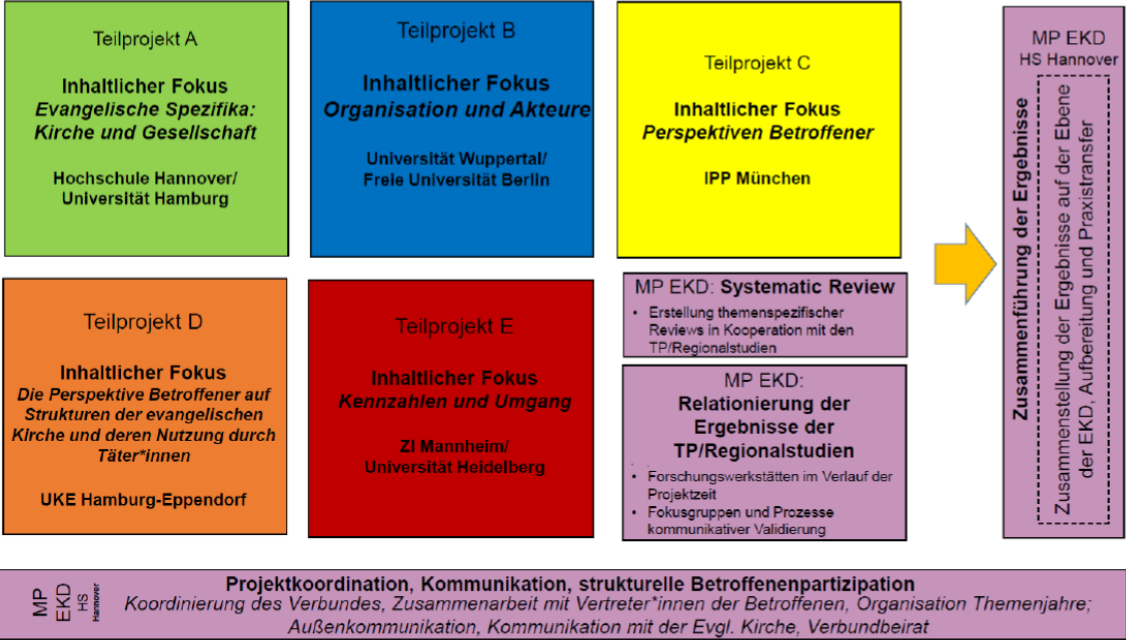 Teilprojekt A
Inhaltlicher Fokus
Evangelische Spezifika:
Kirche und Gesellschaft
Hochschule Hannover/
Universität Hamburg
Teilprojekt B
Inhaltlicher Fokus
Organisation und Akteure
Universität Wuppertal/
Freie Universität Berlin
Teilprojekt C
Inhaltlicher Fokus
Perspektiven Betroffener
IPP München
Teilprojekt D
Inhaltlicher Fokus
Die Perspektive Betroffener auf
Strukturen der evangelischen
Kirche und deren Nutzung durch
Täter*innen
UKE Hamburg-Eppendorf
Teilprojekt E
Inhaltlicher Fokus
Kennzahlen und Umgang
ZI Mannheim/
Universität Heidelberg
MP EKD: Systematic Review
• Erstellung themenspezifischer
Reviews in Kooperation mit den
TP/Regionalstudien
MP EKD:
Relationierung der
Ergebnisse der
TP/Regionalstudien
• Forschungswerkstätten im Verlauf der
Projektzeit
• Fokusgruppen und Prozesse
kommunikativer Validierung
MP EKD
HS Hannover
Zusammenführung der Ergebnisse
Zusammenstellung der Ergebnisse auf der Ebene
der EKD, Aufbereitung und Praxistransfer
MP
EKD
HS
Hannover
Projektkoordination, Kommunikation, strukturelle Betroffenenpartizipation
Koordinierung des Verbundes, Zusammenarbeit mit Vertreter*innen der Betroffenen, Organisation Themenjahre;
Außenkommunikation, Kommunikation mit der Evgl. Kirche, Verbundbeirat